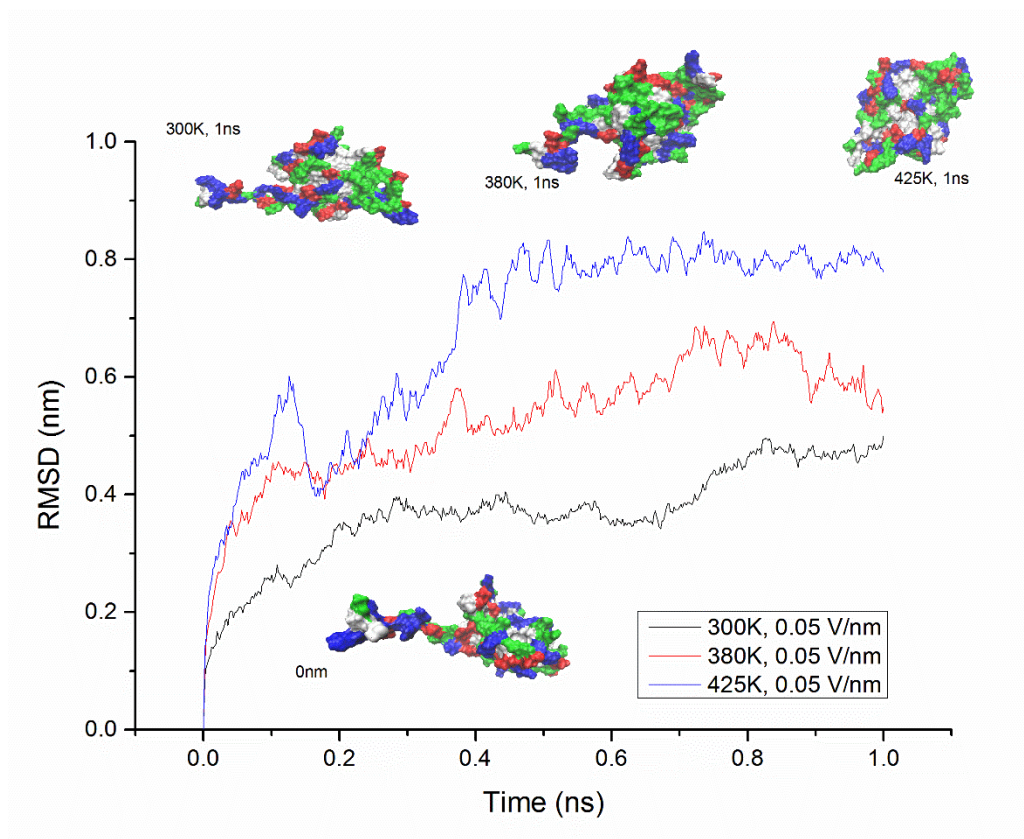 300K, 1ns
380K, 1ns
425K, 1ns
1.0
0.8
0.6
0.4
0.2
0.0
RMSD (nm)
0nm
300K, 0.05 V/nm
380K, 0.05 V/nm
425K, 0.05 V/nm
0.0 0.2 0.4 0.6 0.8 1.0
Time (ns)